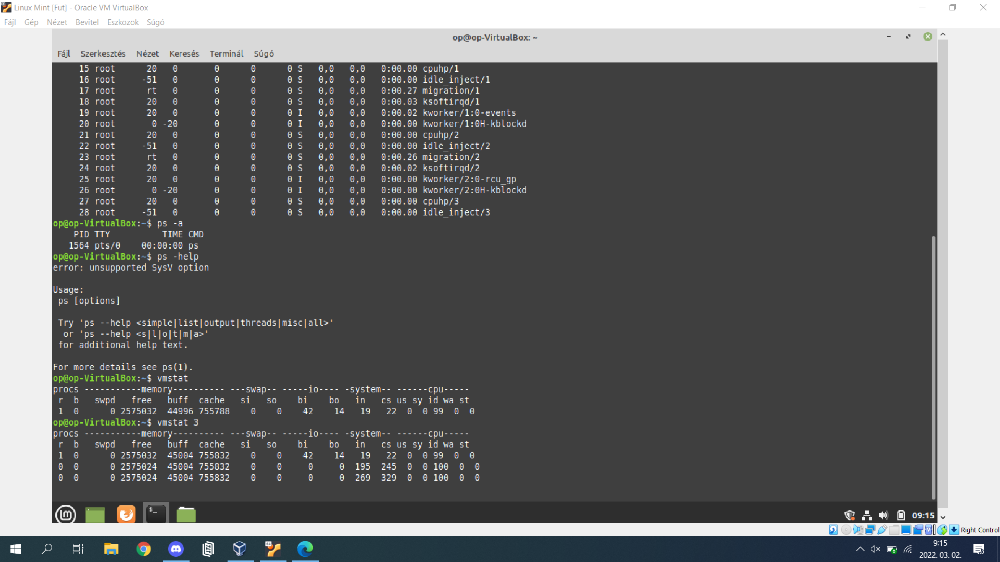 Linux Mint [Fut] - Oracle VM VirtualBox
Fájl Gép Nézet Bevitel Eszközök Súgó
op@op-VirtualBox: ~
Fájl Szerkesztés Nézet Keresés Terminál Súgó
15 root 20 0 0 0 0 S 0,0 0,0 0:00.00 cpuhp/1
16 root -51 0 0 0 0 S 0,0 0,0 0:00.00 idle_inject/1
17 root rt 0 0 0 0 S 0,0 0,0 0:00.27 migration/1
18 root 20 0 0 0 0 S 0,0 0,0 0:00.03 ksoftirqd/1
19 root 20 0 0 0 0 I 0,0 0,0 0:00.02 kworker/1:0-events
20 root 0 -20 0 0 0 I 0,0 0,0 0:00.00 kworker/1:0H-kblockd
21 root 20 0 0 0 0 S 0,0 0,0 0:00.00 cpuhp/2
22 root -51 0 0 0 0 S 0,0 0,0 0:00.00 idle_inject/2
23 root rt 0 0 0 0 S 0,0 0,0 0:00.26 migration/2
24 root 20 0 0 0 0 S 0,0 0,0 0:00.02 ksoftirqd/2
25 root 20 0 0 0 0 I 0,0 0,0 0:00.00 kworker/2:0-rcu_gp
26 root 0 -20 0 0 0 I 0,0 0,0 0:00.00 kworker/2:0H-kblockd
27 root 20 0 0 0 0 S 0,0 0,0 0:00.00 cpuhp/3
28 root -51 0 0 0 0 S 0,0 0,0 0:00.00 idle_inject/3
op@op-VirtualBox:~$ ps -a
PID TTY TIME CMD
1564 pts/0 00:00:00 ps
op@op-VirtualBox:~$ ps -help
error: unsupported SysV option
Usage:
ps [options]
Try 'ps --help <simple|list|output|threads|misc|all>'
or 'ps --help <s|l|o|t|m|a>'
for additional help text.
For more details see ps(1).
op@op-VirtualBox:~$ vmstat
procs -----------memory---------- ---swap-- -----io---- -system-- ------cpu-----
r b swpd free buff cache si so bi bo in cs us sy id wa st
1 0 0 2575032 44996 755788 0 0 42 14 19 22 0 0 99 0 0
op@op-VirtualBox:~$ vmstat 3
procs -----------memory---------- ---swap-- -----io---- -system-- ------cpu-----
r b swpd free buff cache si so bi bo in cs us sy id wa st
1 0 0 2575032 45004 755832 0 0 42 14 19 22 0 0 99 0 0
0 0 0 2575024 45004 755832 0 0 0 0 195 245 0 0 100 0 0
0 0 0 2575024 45004 755832 0 0 0 0 269 329 0 0 100 0 0
09:15
Right Control
9:15
2022. 03. 02.